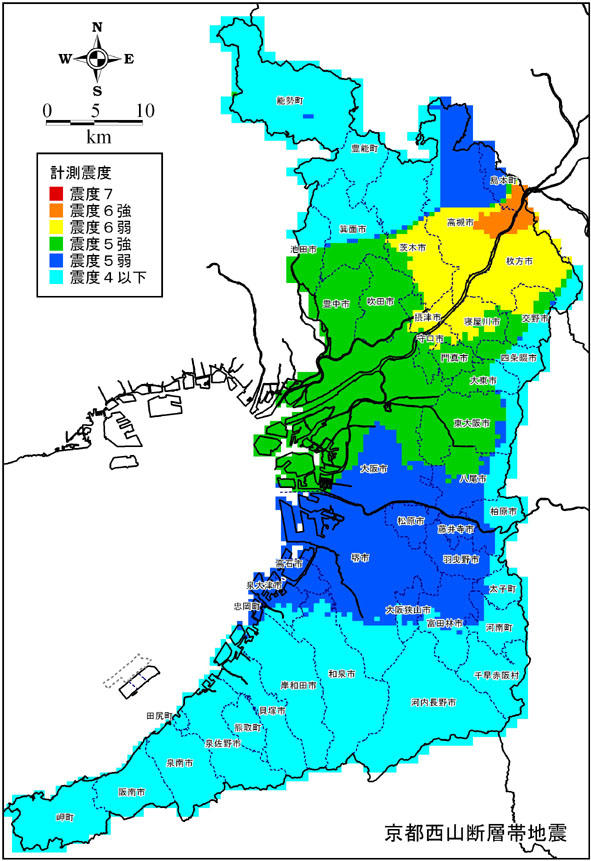 N
W E
S
0 5 10
km
計測震度
震度７
震度６強
震度６弱
震度５強
震度５弱
震度４以下
能勢町
豊能町
島本町
高槻市
箕面市
茨木市
池田市
枚方市
豊中市
吹田市
摂津市
寝屋川市
交野市
守口市
門真市
四条畷市
大東市
東大阪市
大阪市
八尾市
柏原市
松原市
藤井寺市
堺市
羽曳野市
高石市
泉大津市
太子町
忠岡町
大阪狭山市
富田林市
河南町
和泉市
千早赤阪村
岸和田市
河内長野市
貝塚市
田尻町
熊取町
泉佐野市
泉南市
阪南市
岬町
京都西山断層帯地震